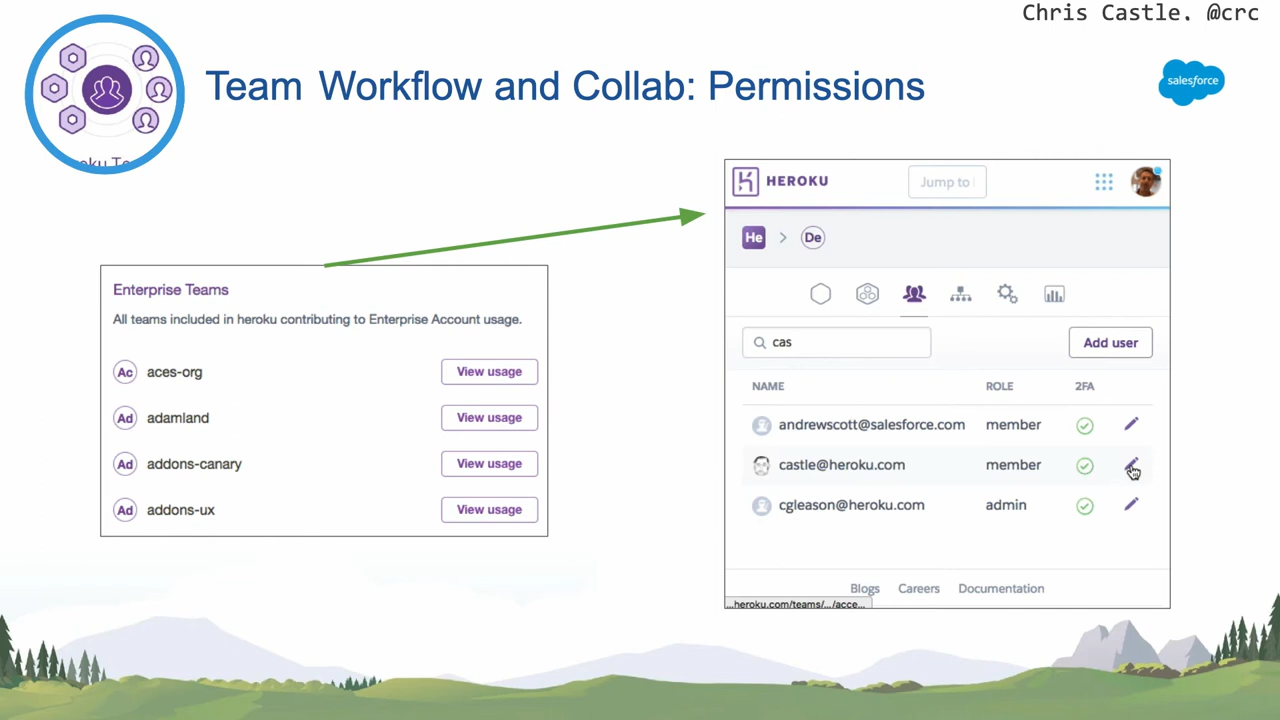 Chris Castle. @crc
Team Workflow and Collab: Permissions
salesforce
Enterprise Teams
All teams included in heroku contributing to Enterprise Account usage.
Ac aces-org View usage
Ad adamland View usage
Ad addons-canary View usage
Ad addons-ux View usage
HEROKU Jump to
He > De
cas Add user
NAME ROLE 2FA
andrewscott@salesforce.com member
castle@heroku.com member
cgleason@heroku.com admin
Blogs Careers Documentation
...heroku.com/teams/.../acce...